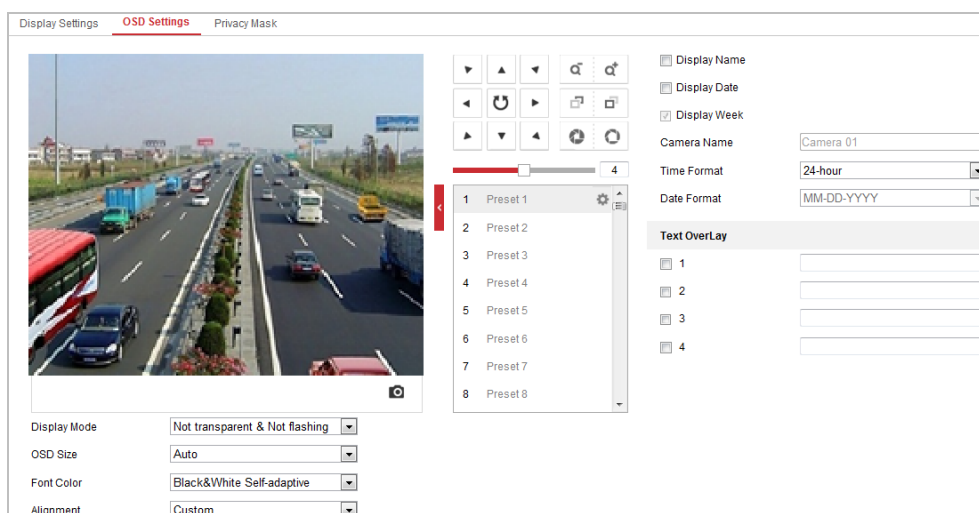 Display Settings OSD Settings Privacy Mask
Display Name
Display Date
Display Week
Camera Name Camera 01
Time Format 24-hour
Date Format MM-DD-YYYY
Text OverLay
1
2
3
4
4
1 Preset 1
2 Preset 2
3 Preset 3
4 Preset 4
5 Preset 5
6 Preset 6
7 Preset 7
8 Preset 8
Display Mode Not transparent & Not flashing
OSD Size Auto
Font Color Black&White Self-adaptive
Alignment Custom